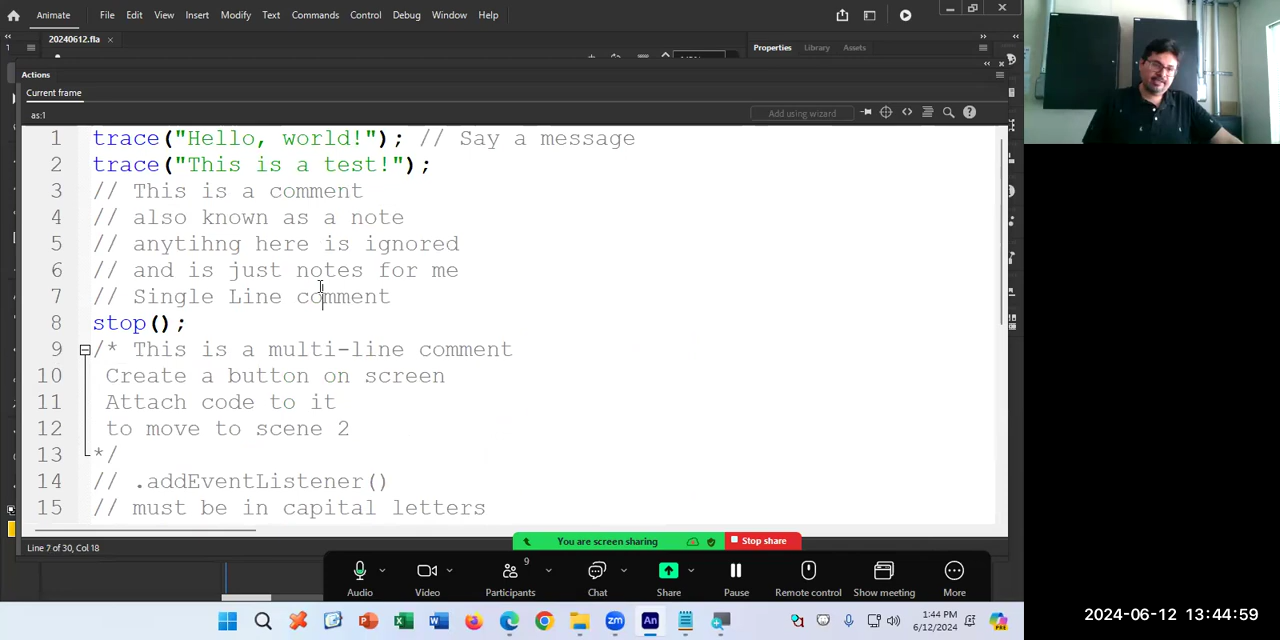 Animate File Edit View Insert Modify Text Commands Control Debug Window Help
20240612.fla
Properties Library Assets
Actions
Current frame
as:1
Add using wizard
1 trace("Hello, world!"); // Say a message
2 trace("This is a test!");
3 // This is a comment
4 // also known as a note
5 // anytihng here is ignored
6 // and is just notes for me
7 // Single Line comment
8 stop();
9 /* This is a multi-line comment
10 Create a button on screen
11 Attach code to it
12 to move to scene 2
13 */
14 // .addEventListener()
15 // must be in capital letters
You are screen sharing Stop share
Line 7 of 30, Col 18
9
Audio Video Participants Chat Share Pause Remote control Show meeting More
1:44 PM
6/12/2024
2024-06-12 13:44:59